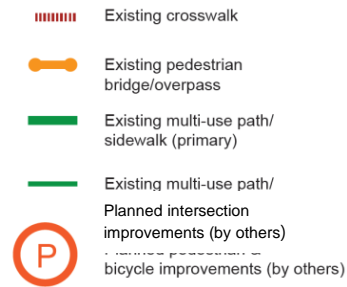 Existing crosswalk
Existing pedestrian
bridge/overpass
Existing multi-use path/
sidewalk (primary)
Existing multi-use path/
Planned intersection
improvements (by others)
P
bicycle improvements (by others)